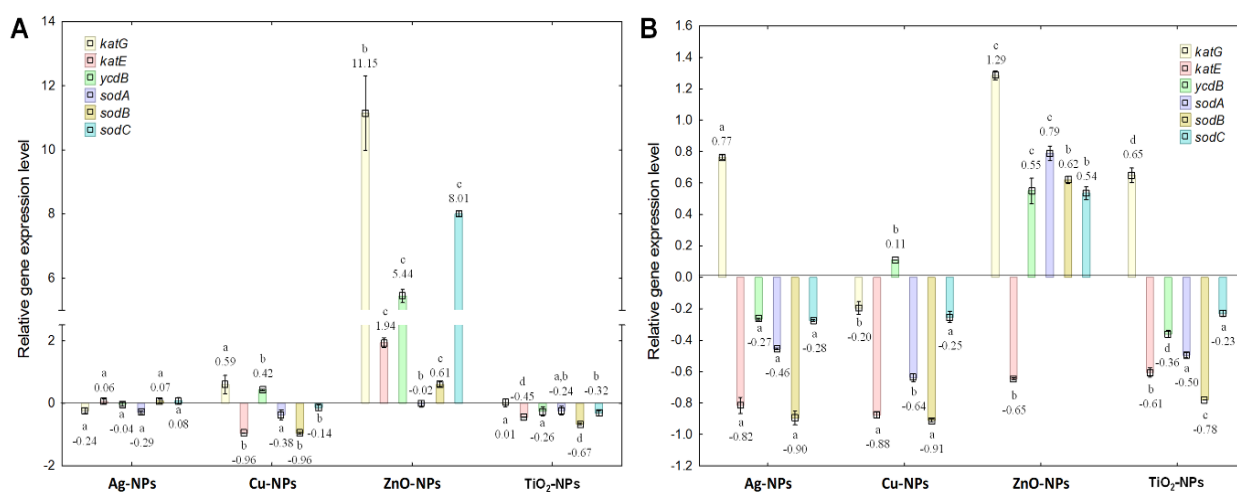 A
Relative gene expression level
14
12
10
8
6
4
2
0
-2
katG
katE
ycdB
sodA
sodB
sodC
a
-0.24
a
0.06
a
-0.04
a
-0.29
a
0.07
a
0.08
a
0.59
b
-0.96
b
0.42
a
-0.38
b
-0.96
b
-0.14
b
11.15
c
1.94
c
5.44
b
-0.02
c
0.61
c
8.01
a
0.01
b
-0.45
a
-0.26
a,b
-0.24
d
-0.67
b
-0.32
Ag-NPs
Cu-NPs
ZnO-NPs
TiO2-NPs
B
Relative gene expression level
1.6
1.4
1.2
1.0
0.8
0.6
0.4
0.2
0.0
-0.2
-0.4
-0.6
-0.8
-1.0
-1.2
katG
katE
ycdB
sodA
sodB
sodC
a
0.77
a
-0.82
a
-0.27
a
-0.46
a
-0.90
a
-0.28
b
-0.20
a
-0.88
b
0.11
b
-0.64
a
-0.91
a
-0.25
c
1.29
b
-0.65
c
0.55
c
0.79
b
0.62
b
0.54
d
0.65
b
-0.61
d
-0.36
a
-0.50
c
-0.78
a
-0.23
Ag-NPs
Cu-NPs
ZnO-NPs
TiO2-NPs